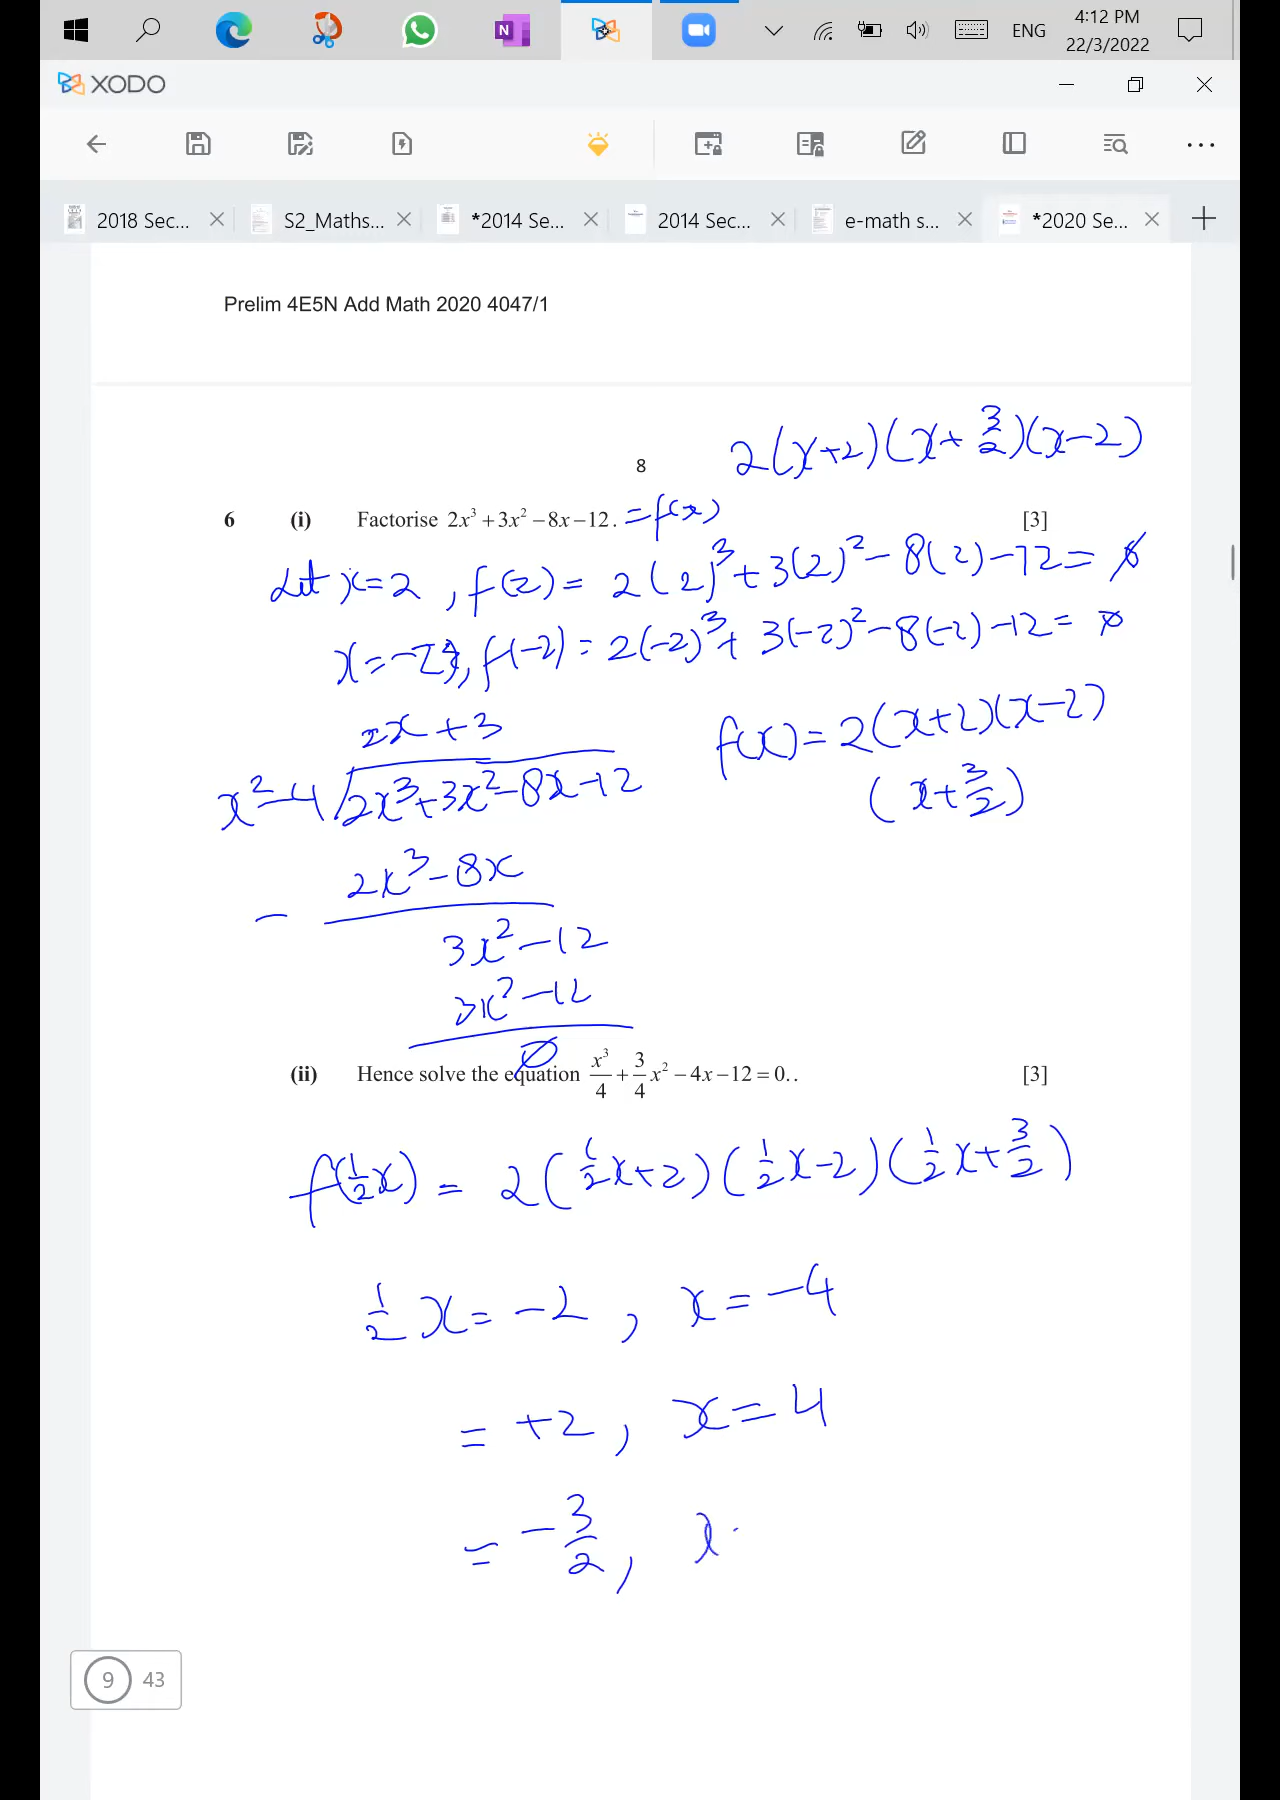 ENG
4:12 PM
22/3/2022
XODO
2018 Sec...
S2_Maths...
*2014 Se...
2014 Sec...
e-math s...
*2020 Se...
Prelim 4E5N Add Math 2020 4047/1
2(x+2)(x+3/2)(x-2)
8
6 (i) Factorise 2x³ + 3x² − 8x − 12. = f(x) [3]
Let x = 2, f(2) = 2(2)³ + 3(2)² − 8(2) − 12 = 0
x = −2, f(−2) = 2(−2)³ + 3(−2)² − 8(−2) − 12 = 0
2x + 3
x² − 4 √2x³ + 3x² − 8x − 12
f(x) = 2(x+2)(x−2)
(x + 3/2)
− 2x³ − 8x
3x² − 12
3x² − 12
0
(ii) Hence solve the equation x³/4 + 3/4 x² − 4x − 12 = 0. . [3]
f(1/2 x) = 2(1/2 x + 2)(1/2 x − 2)(1/2 x + 3/2)
1/2 x = −2, x = −4
= +2, x = 4
= −3/2, x
9 43